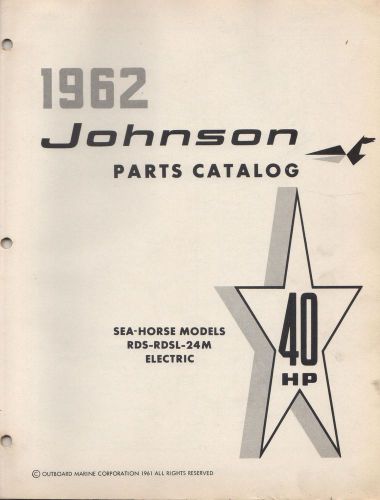 1962
Johnson
PARTS CATALOG
SEA-HORSE MODELS
RDS-RDSL-24M
ELECTRIC
40
HP
© OUTBOARD MARINE CORPORATION 1961 ALL RIGHTS RESERVED